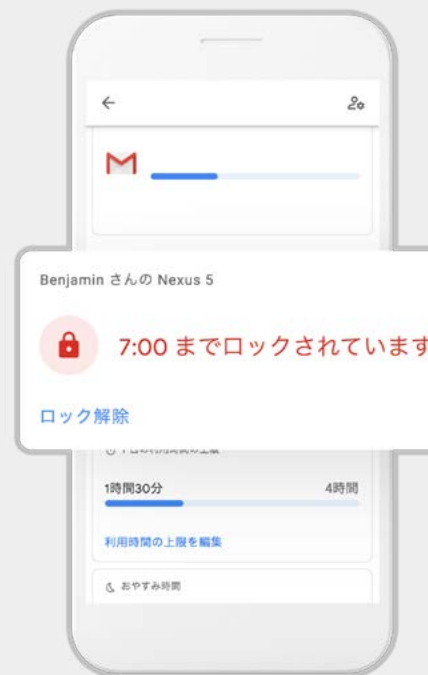 Benjamin さんの Nexus 5
7:00 までロックされています
ロック解除
1時間30分 4時間
利用時間の上限を編集
おやすみ時間